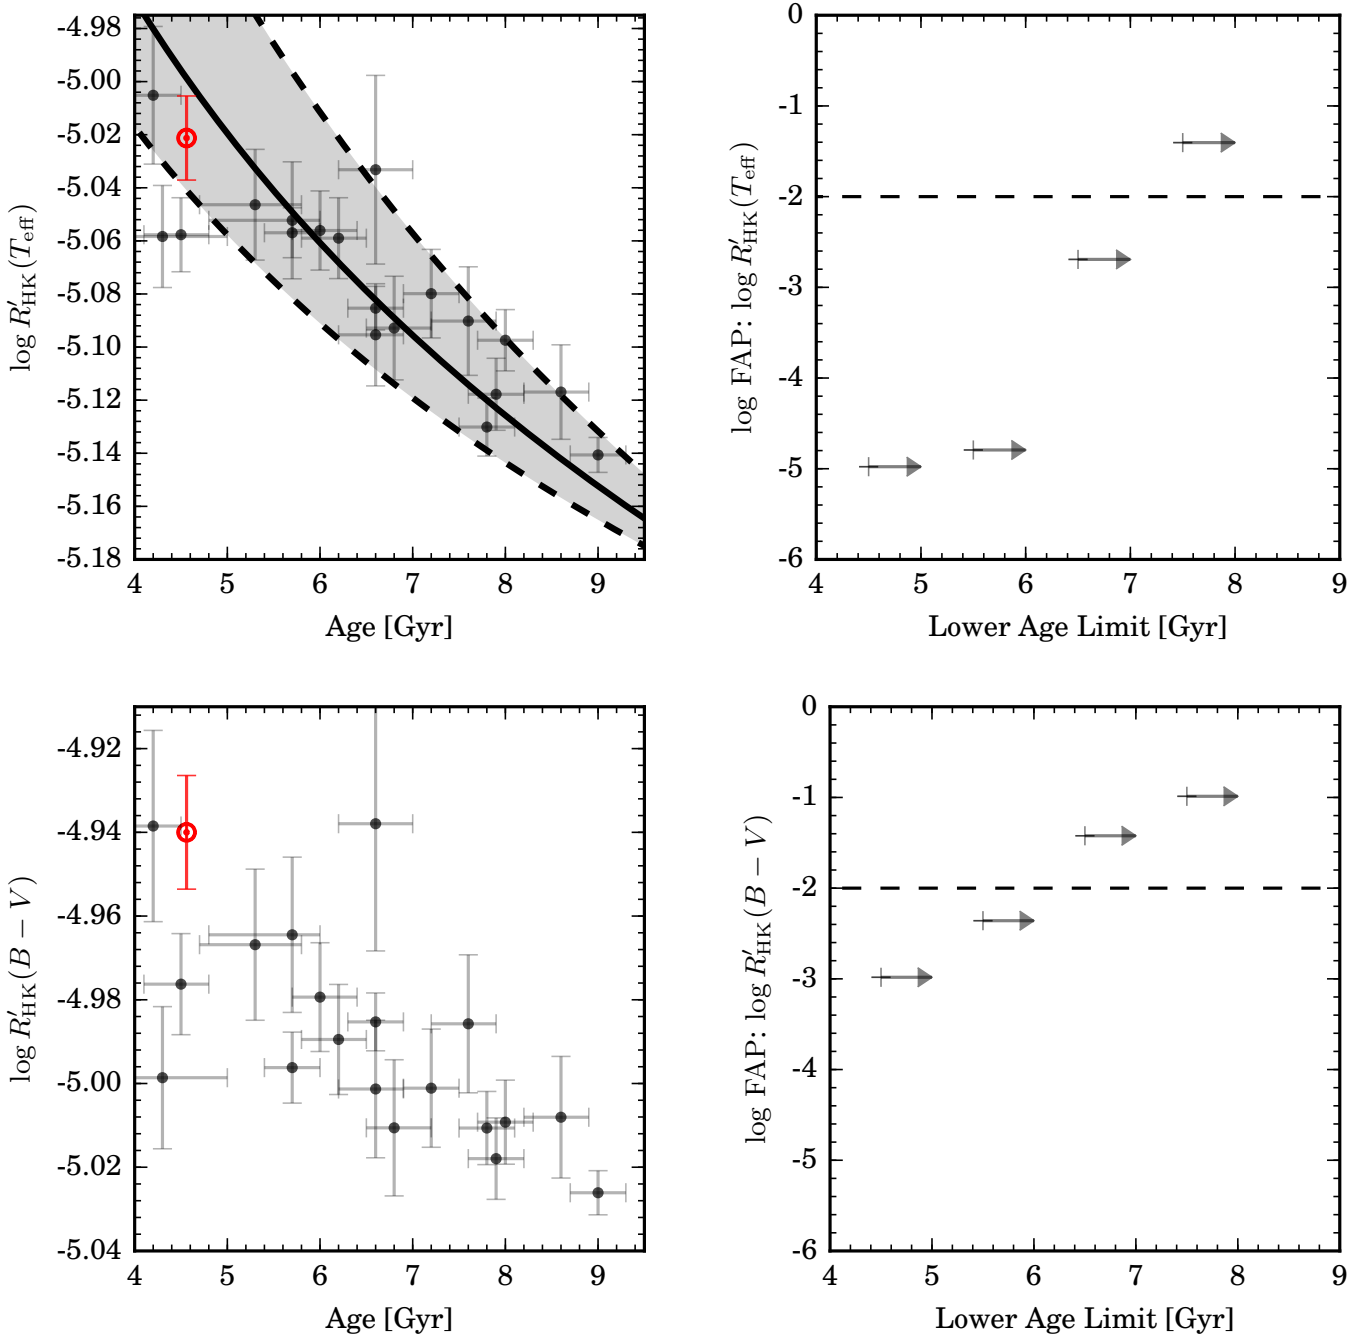 -4.98
-5.00
-5.02
-5.04
-5.06
-5.08
-5.10
-5.12
-5.14
-5.16
-5.18
log R′HK(Teff)
4 5 6 7 8 9
Age [Gyr]
0
-1
-2
-3
-4
-5
-6
log FAP: log R′HK(Teff)
4 5 6 7 8 9
Lower Age Limit [Gyr]
-4.92
-4.94
-4.96
-4.98
-5.00
-5.02
-5.04
log R′HK(B − V)
4 5 6 7 8 9
Age [Gyr]
0
-1
-2
-3
-4
-5
-6
log FAP: log R′HK(B − V)
4 5 6 7 8 9
Lower Age Limit [Gyr]